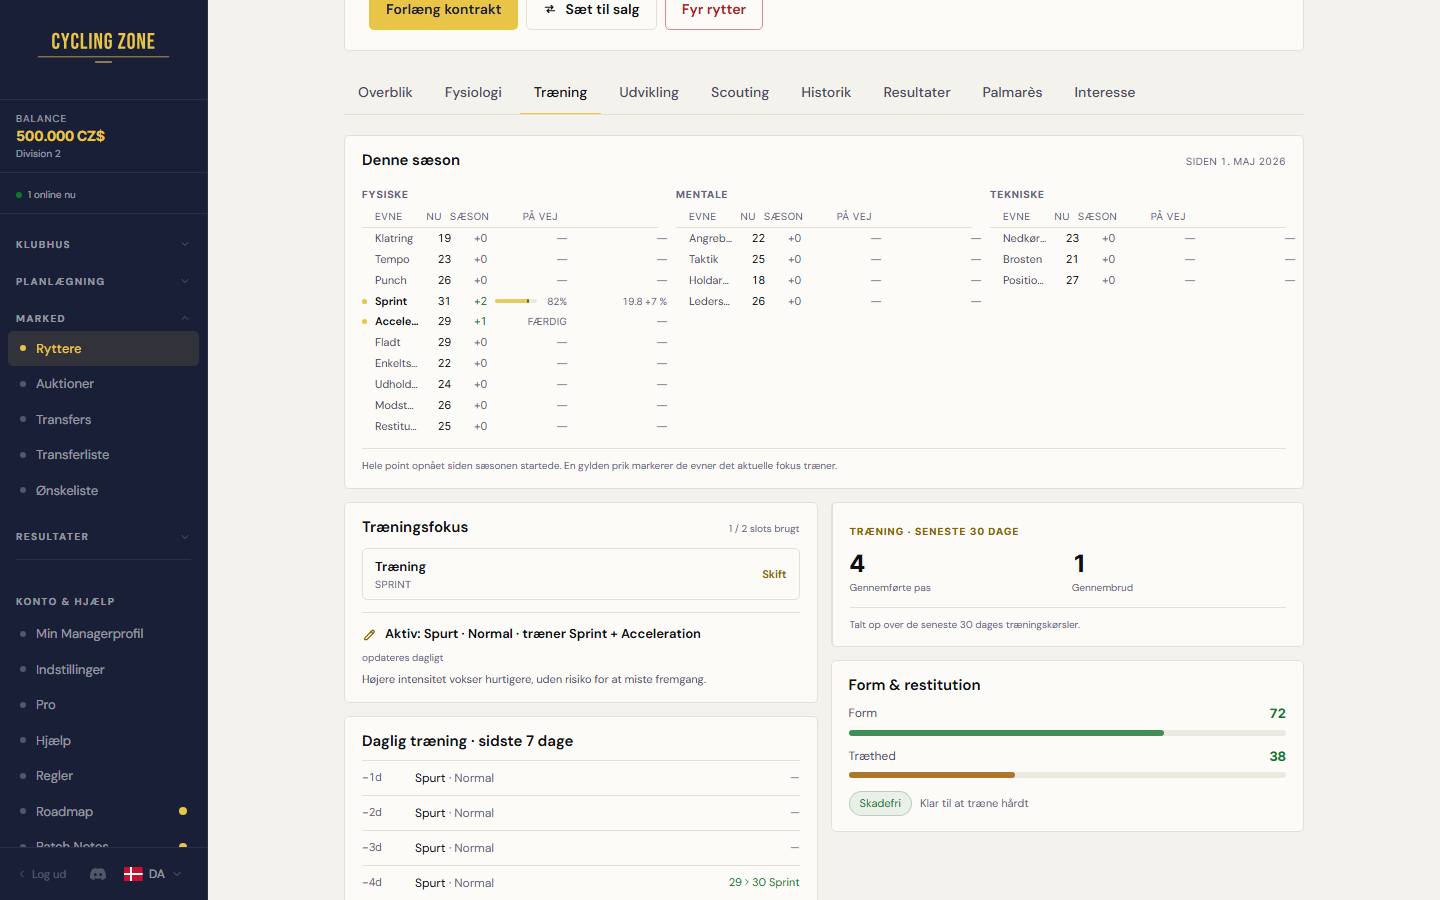 CYCLING ZONE
BALANCE
500.000 CZ$
Division 2
1 online nu
KLUBHUS
PLANLÆGNING
MARKED
Ryttere
Auktioner
Transfers
Transferliste
Ønskeliste
RESULTATER
KONTO & HJÆLP
Min Managerprofil
Indstillinger
Pro
Hjælp
Regler
Roadmap
Patch Notes
Log ud
DA
Forlæng kontrakt
Sæt til salg
Fyr rytter
Overblik Fysiologi Træning Udvikling Scouting Historik Resultater Palmarès Interesse
Denne sæson
SIDEN 1. MAJ 2026
FYSISKE
EVNE NU SÆSON PÅ VEJ
Klatring 19 +0 — —
Tempo 23 +0 — —
Punch 26 +0 — —
Sprint 31 +2 82% 19.8 +7 %
Accele… 29 +1 FÆRDIG —
Fladt 29 +0 — —
Enkelts… 22 +0 — —
Udhold… 24 +0 — —
Modst… 26 +0 — —
Restitu… 25 +0 — —
MENTALE
EVNE NU SÆSON PÅ VEJ
Angreb… 22 +0 — —
Taktik 25 +0 — —
Holdar… 18 +0 — —
Leders… 26 +0 — —
TEKNISKE
EVNE NU SÆSON PÅ VEJ
Nedkør… 23 +0 — —
Brosten 21 +0 — —
Positio… 27 +0 — —
Hele point opnået siden sæsonen startede. En gylden prik markerer de evner det aktuelle fokus træner.
Træningsfokus
1 / 2 slots brugt
Træning
SPRINT
Skift
Aktiv: Spurt · Normal · træner Sprint + Acceleration
opdateres dagligt
Højere intensitet vokser hurtigere, uden risiko for at miste fremgang.
Daglig træning · sidste 7 dage
−1d Spurt · Normal —
−2d Spurt · Normal —
−3d Spurt · Normal —
−4d Spurt · Normal 29 › 30 Sprint
TRÆNING · SENESTE 30 DAGE
4 1
Gennemførte pas Gennembrud
Talt op over de seneste 30 dages træningskørsler.
Form & restitution
Form 72
Træthed 38
Skadefri Klar til at træne hårdt